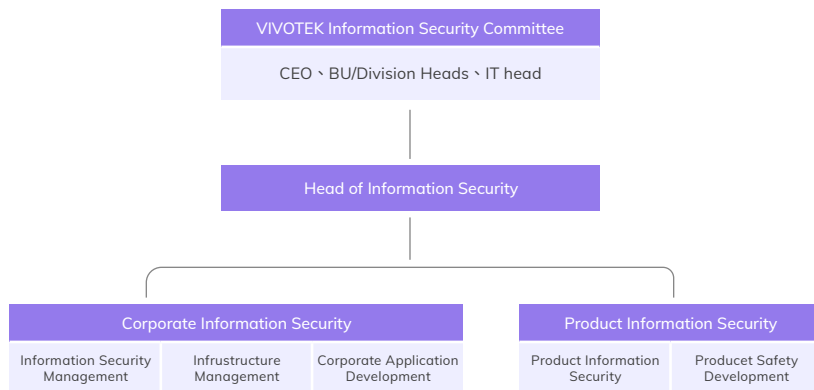 VIVOTEK Information Security Committee
CEO、BU/Division Heads、IT head
Head of Information Security
Corporate Information Security
Information Security
Management
Infrustructure
Management
Corporate Application
Development
Product Information Security
Product Information
Security
Producet Safety
Development